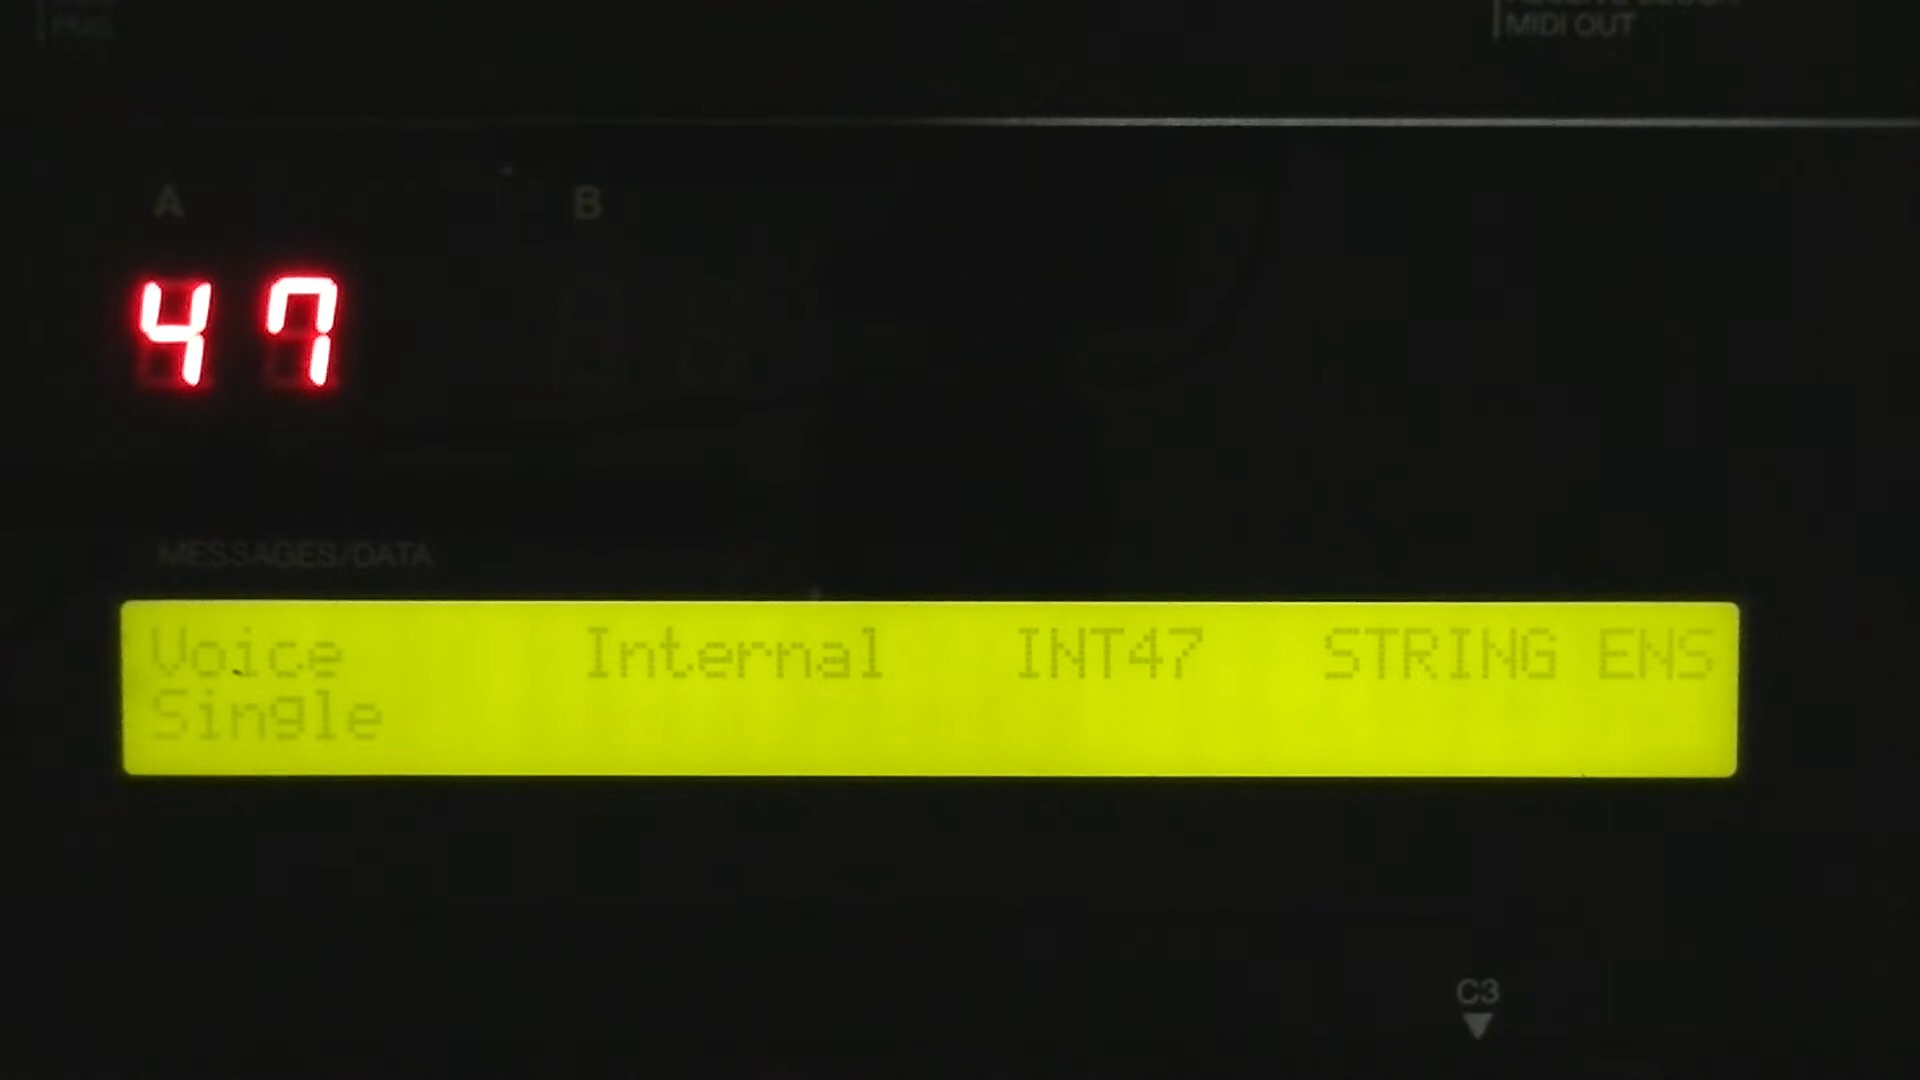 MIDI OUT
A B
47
MESSAGES/DATA
Voice Internal INT47 STRING ENS
Single
C3